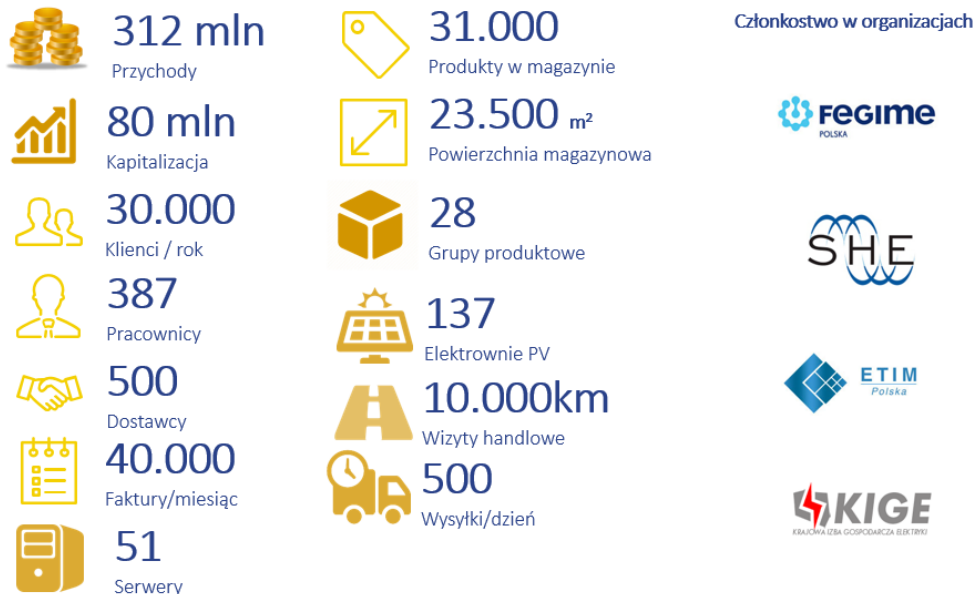 312 mln
Przychody
80 mln
Kapitalizacja
30.000
Klienci / rok
387
Pracownicy
500
Dostawcy
40.000
Faktury/miesiąc
51
Serwery
31.000
Produkty w magazynie
23.500 m²
Powierzchnia magazynowa
28
Grupy produktowe
137
Elektrownie PV
10.000km
Wizyty handlowe
500
Wysyłki/dzień
Członkostwo w organizacjach
FEGIME
POLSKA
SHE
ETIM
Polska
KIGE
KRAJOWA IZBA GOSPODARCZA ELEKTRYKI